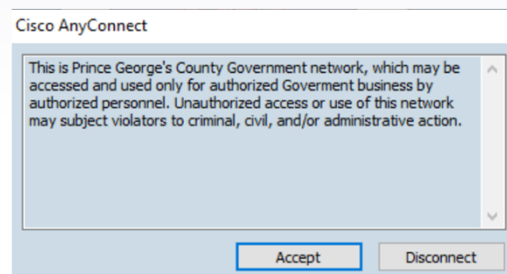 Cisco AnyConnect
This is Prince George's County Government network, which may be
accessed and used only for authorized Goverment business by
authorized personnel. Unauthorized access or use of this network
may subject violators to criminal, civil, and/or administrative action.
Accept Disconnect